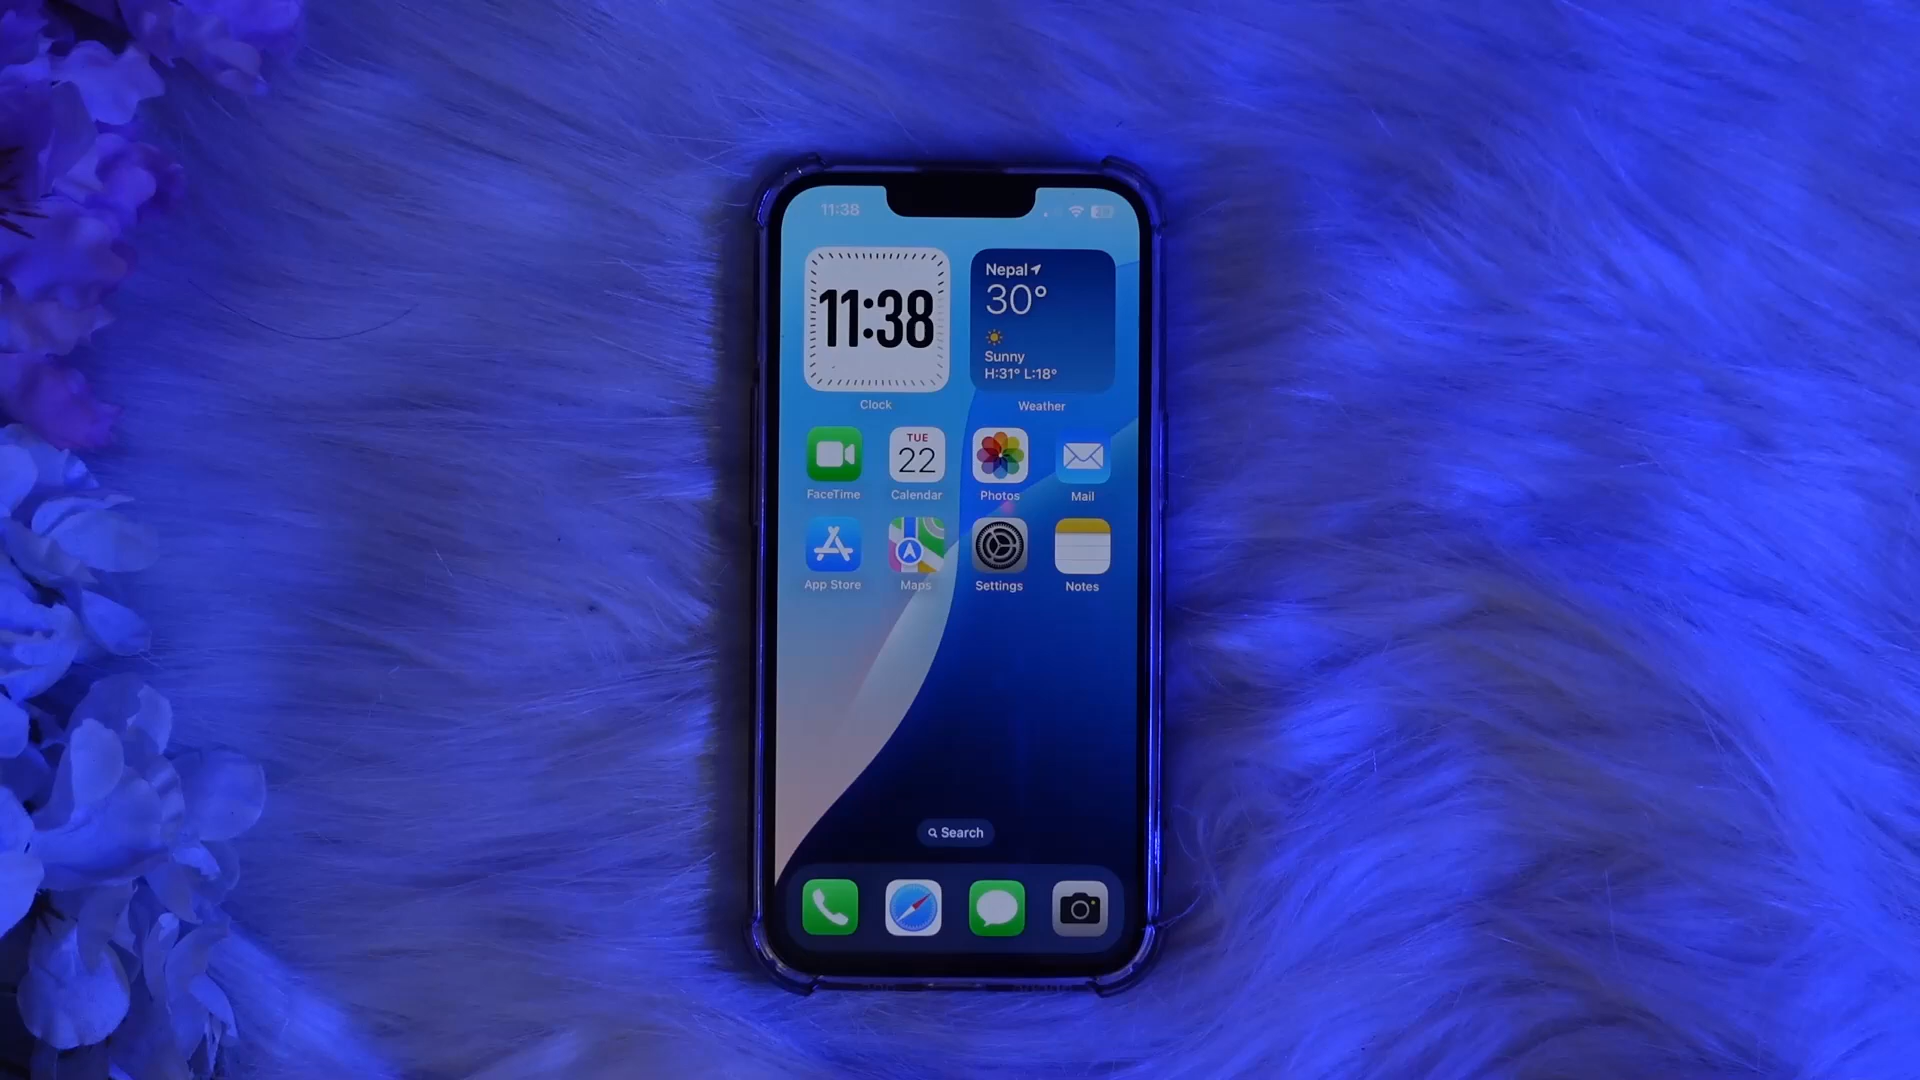 11:38
11:38
Clock
Nepal
30°
Sunny
H:31° L:18°
Weather
FaceTime
TUE
22
Calendar
Photos
Mail
App Store
Maps
Settings
Notes
Search